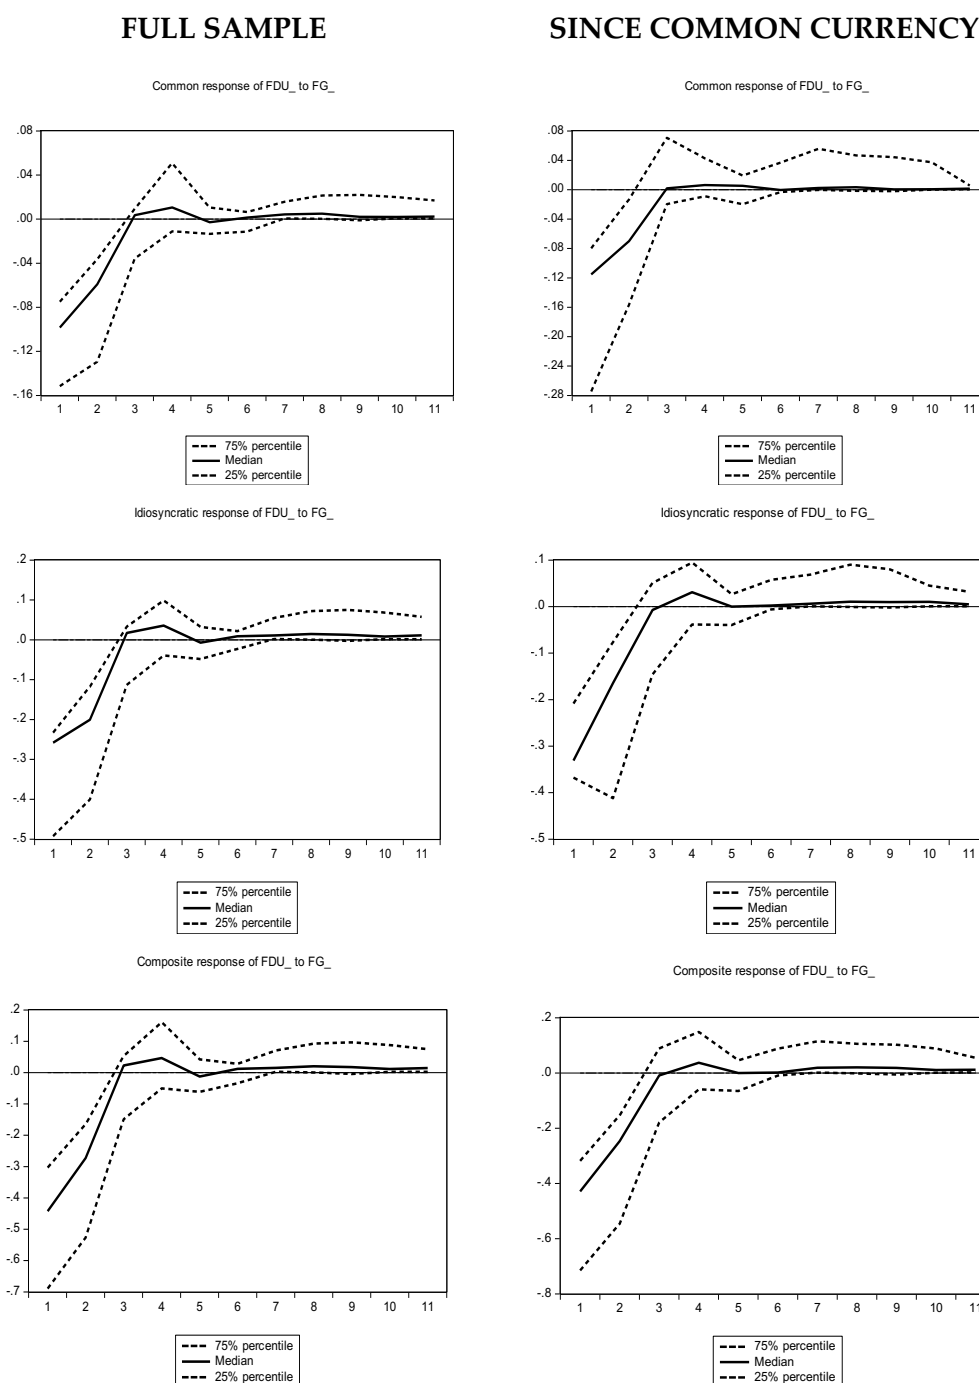 FULL SAMPLE
SINCE COMMON CURRENCY
Common response of FDU_ to FG_
.08
.04
.00
-.04
-.08
-.12
-.16
1 2 3 4 5 6 7 8 9 10 11
75% percentile
Median
25% percentile
Common response of FDU_ to FG_
.08
.04
.00
-.04
-.08
-.12
-.16
-.20
-.24
-.28
1 2 3 4 5 6 7 8 9 10 11
75% percentile
Median
25% percentile
Idiosyncratic response of FDU_ to FG_
.2
.1
.0
-.1
-.2
-.3
-.4
-.5
1 2 3 4 5 6 7 8 9 10 11
75% percentile
Median
25% percentile
Idiosyncratic response of FDU_ to FG_
.1
.0
-.1
-.2
-.3
-.4
-.5
1 2 3 4 5 6 7 8 9 10 11
75% percentile
Median
25% percentile
Composite response of FDU_ to FG_
.2
.1
.0
-.1
-.2
-.3
-.4
-.5
-.6
-.7
1 2 3 4 5 6 7 8 9 10 11
75% percentile
Median
25% percentile
Composite response of FDU_ to FG_
.2
.0
-.2
-.4
-.6
-.8
1 2 3 4 5 6 7 8 9 10 11
75% percentile
Median
25% percentile